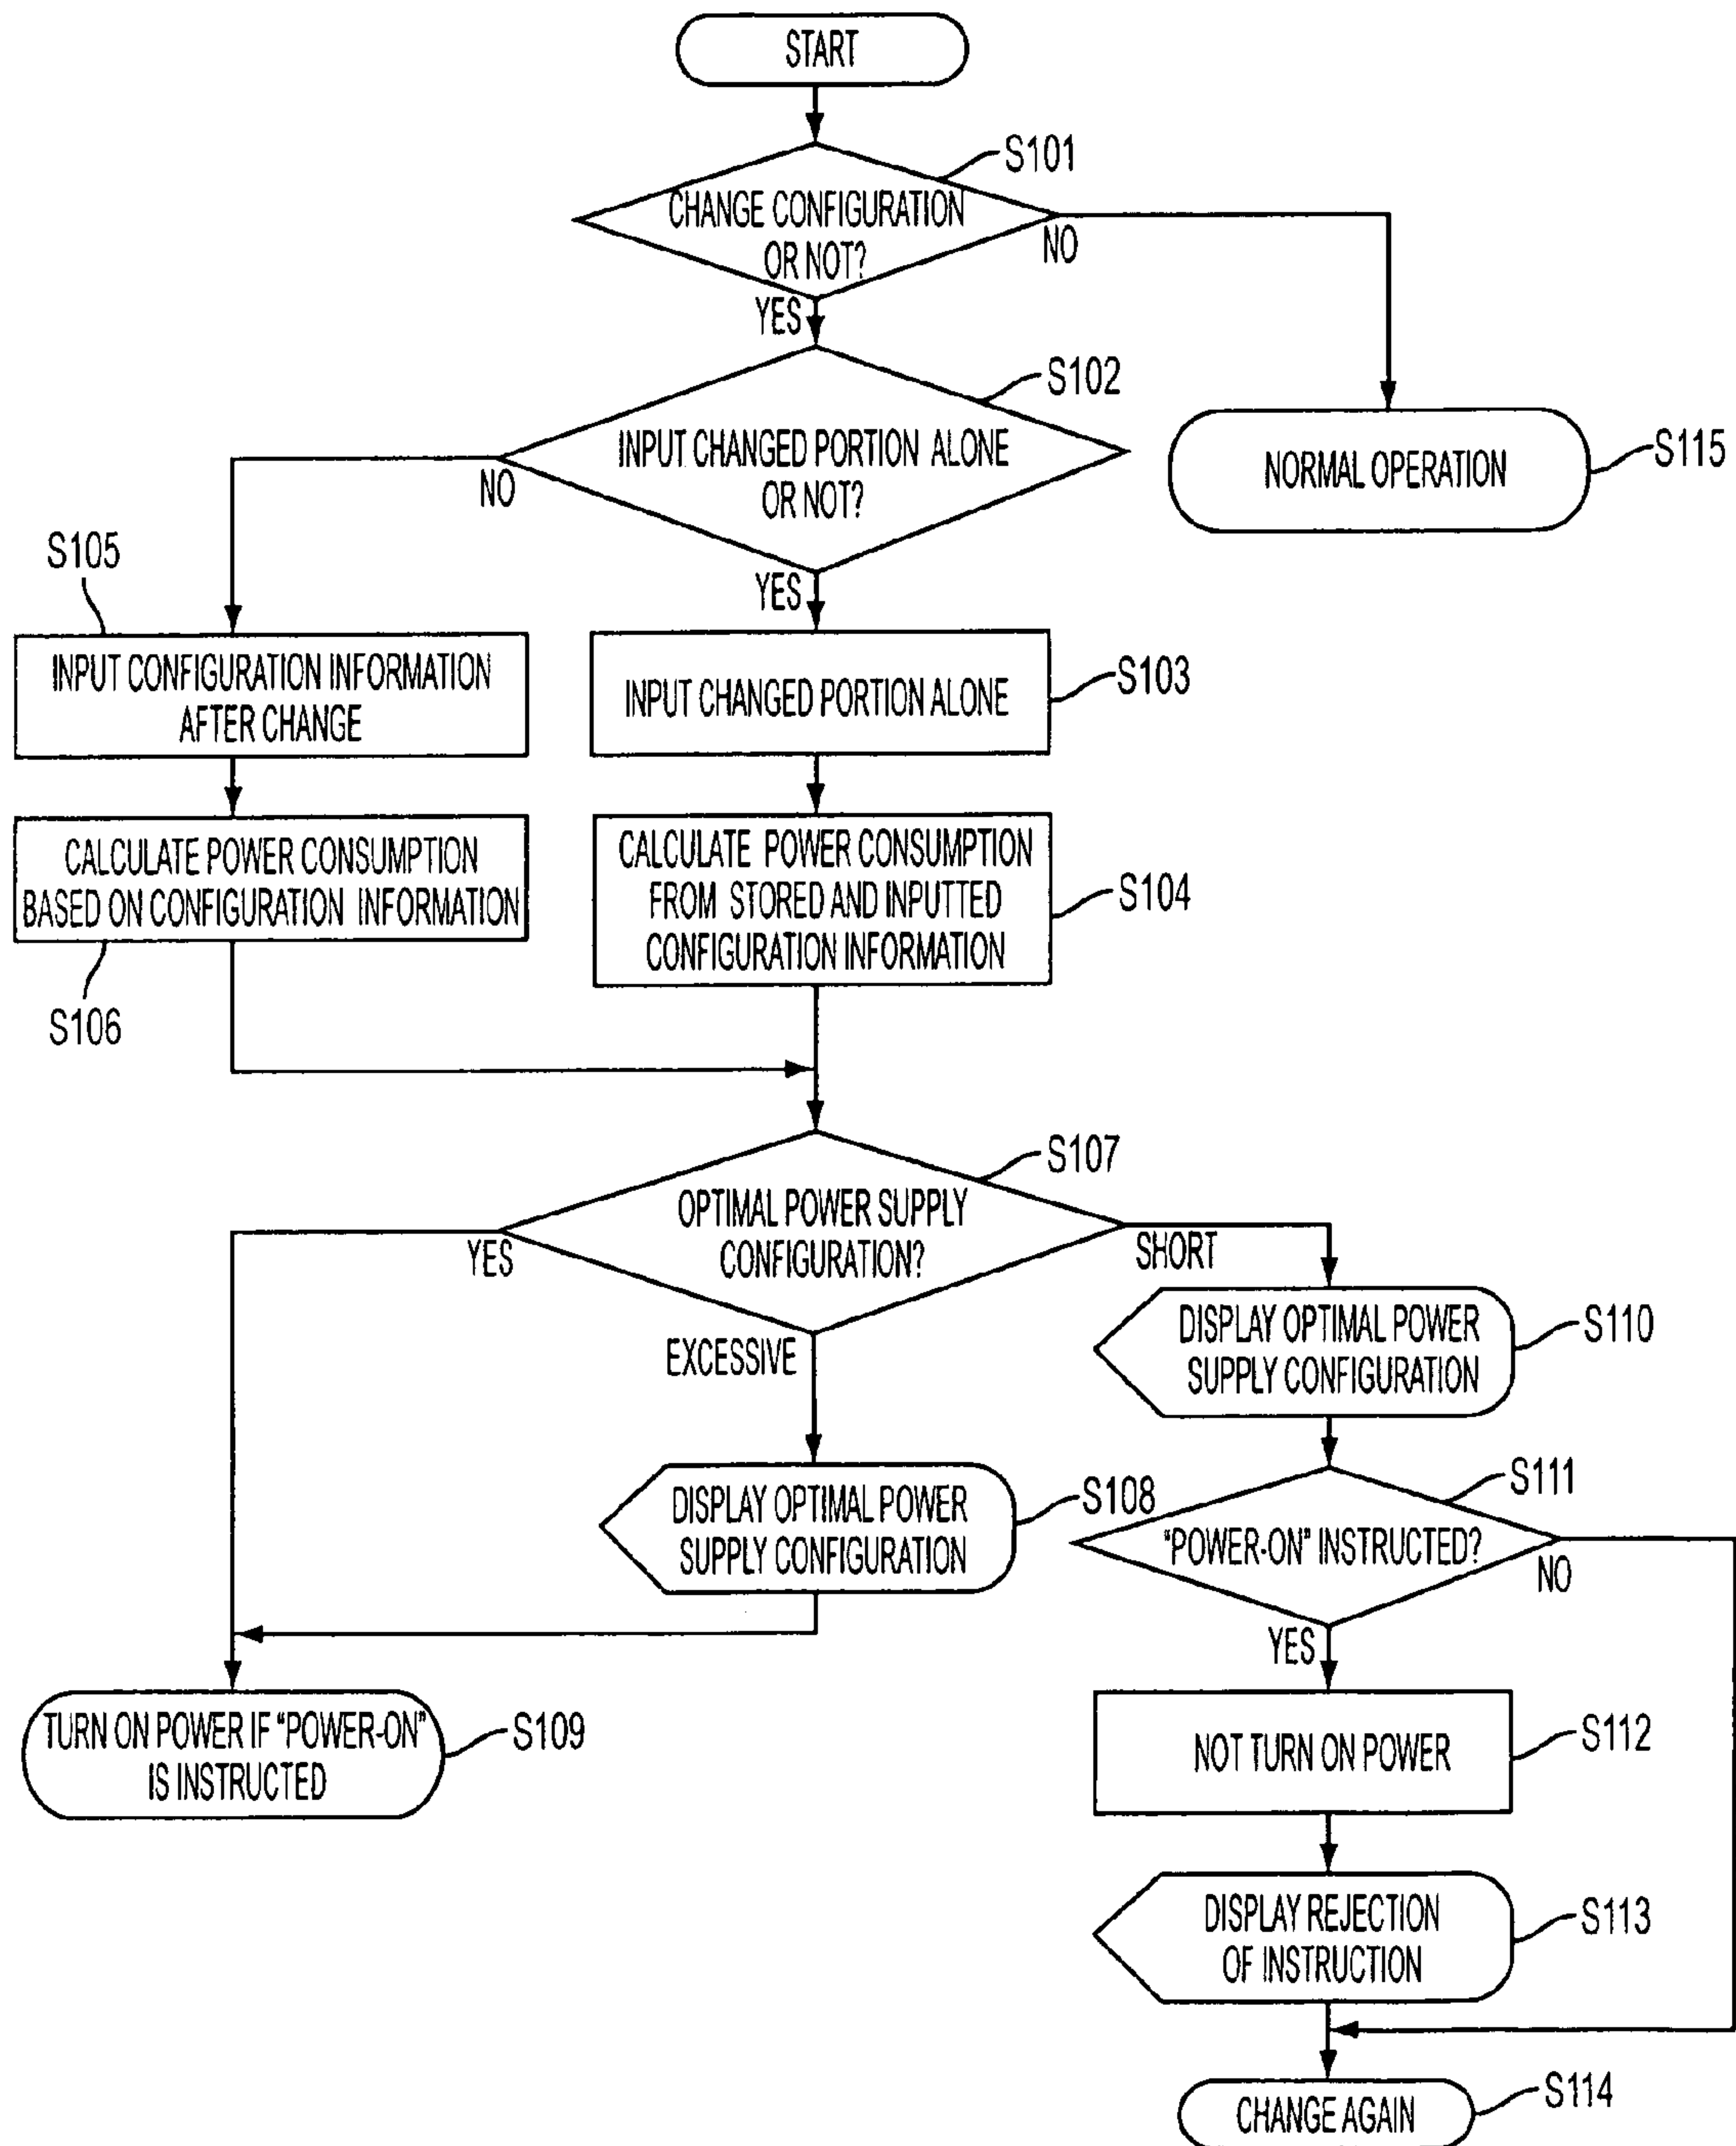 START
S101
CHANGE CONFIGURATION
OR NOT?
NO
YES
S102
INPUT CHANGED PORTION ALONE
OR NOT?
NO
YES
NORMAL OPERATION
S115
S105
INPUT CONFIGURATION INFORMATION
AFTER CHANGE
INPUT CHANGED PORTION ALONE
S103
CALCULATE POWER CONSUMPTION
BASED ON CONFIGURATION INFORMATION
S106
CALCULATE POWER CONSUMPTION
FROM STORED AND INPUTTED
CONFIGURATION INFORMATION
S104
S107
OPTIMAL POWER SUPPLY
CONFIGURATION?
YES
SHORT
EXCESSIVE
DISPLAY OPTIMAL POWER
SUPPLY CONFIGURATION
S110
DISPLAY OPTIMAL POWER
SUPPLY CONFIGURATION
S108
S111
"POWER-ON" INSTRUCTED?
NO
YES
TURN ON POWER IF "POWER-ON"
IS INSTRUCTED
S109
NOT TURN ON POWER
S112
DISPLAY REJECTION
OF INSTRUCTION
S113
CHANGE AGAIN
S114